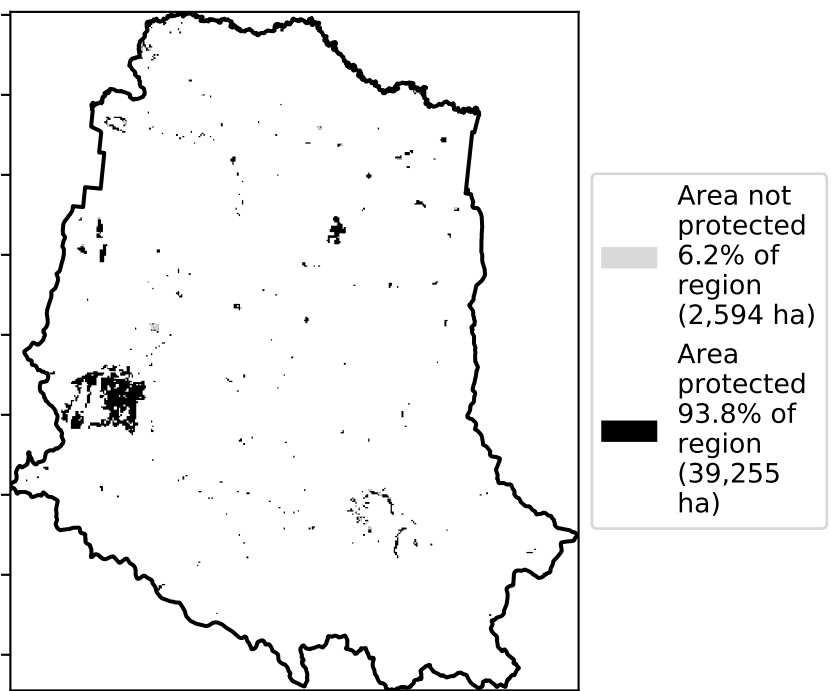 Area not
protected
6.2% of
region
(2,594 ha)
Area
protected
93.8% of
region
(39,255
ha)